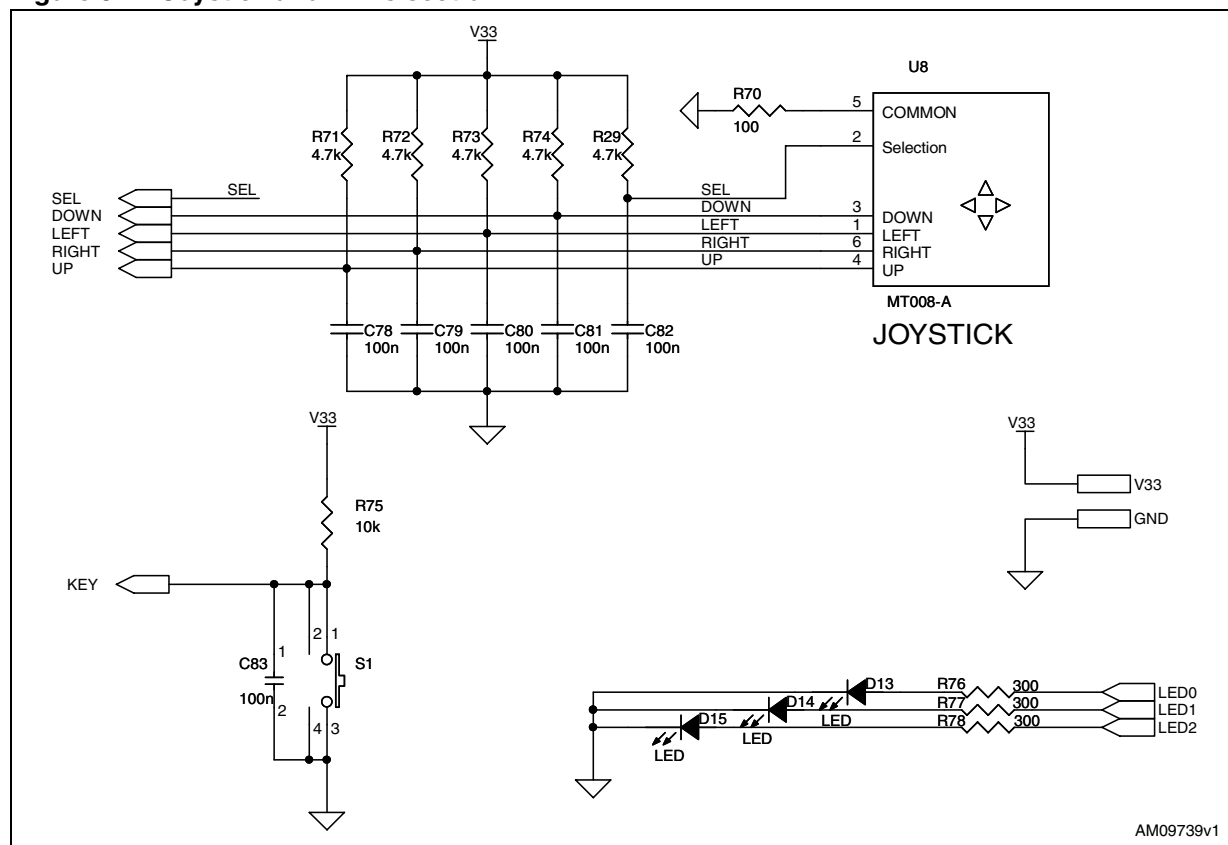 V33
U8
R70
100
5
COMMON
2
Selection
R71
4.7k
R72
4.7k
R73
4.7k
R74
4.7k
R29
4.7k
SEL
SEL
SEL
DOWN
DOWN
3
DOWN
LEFT
LEFT
1
LEFT
RIGHT
RIGHT
6
RIGHT
UP
UP
4
UP
MT008-A
JOYSTICK
C78
100n
C79
100n
C80
100n
C81
100n
C82
100n
V33
R75
10k
KEY
2
1
1
C83
100n
S1
2
4
3
V33
V33
GND
D13
R76
300
LED0
D14
R77
300
LED1
D15
R78
300
LED2
LED
LED
LED
AM09739v1